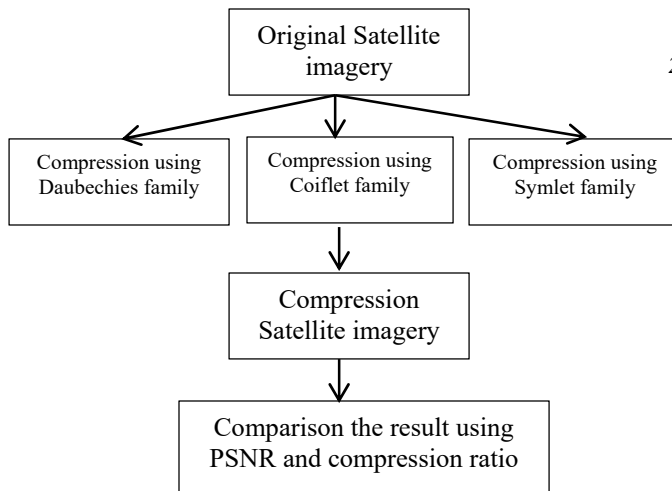 Original Satellite
imagery
2
Compression using
Daubechies family
Compression using
Coiflet family
Compression using
Symlet family
Compression
Satellite imagery
Comparison the result using
PSNR and compression ratio